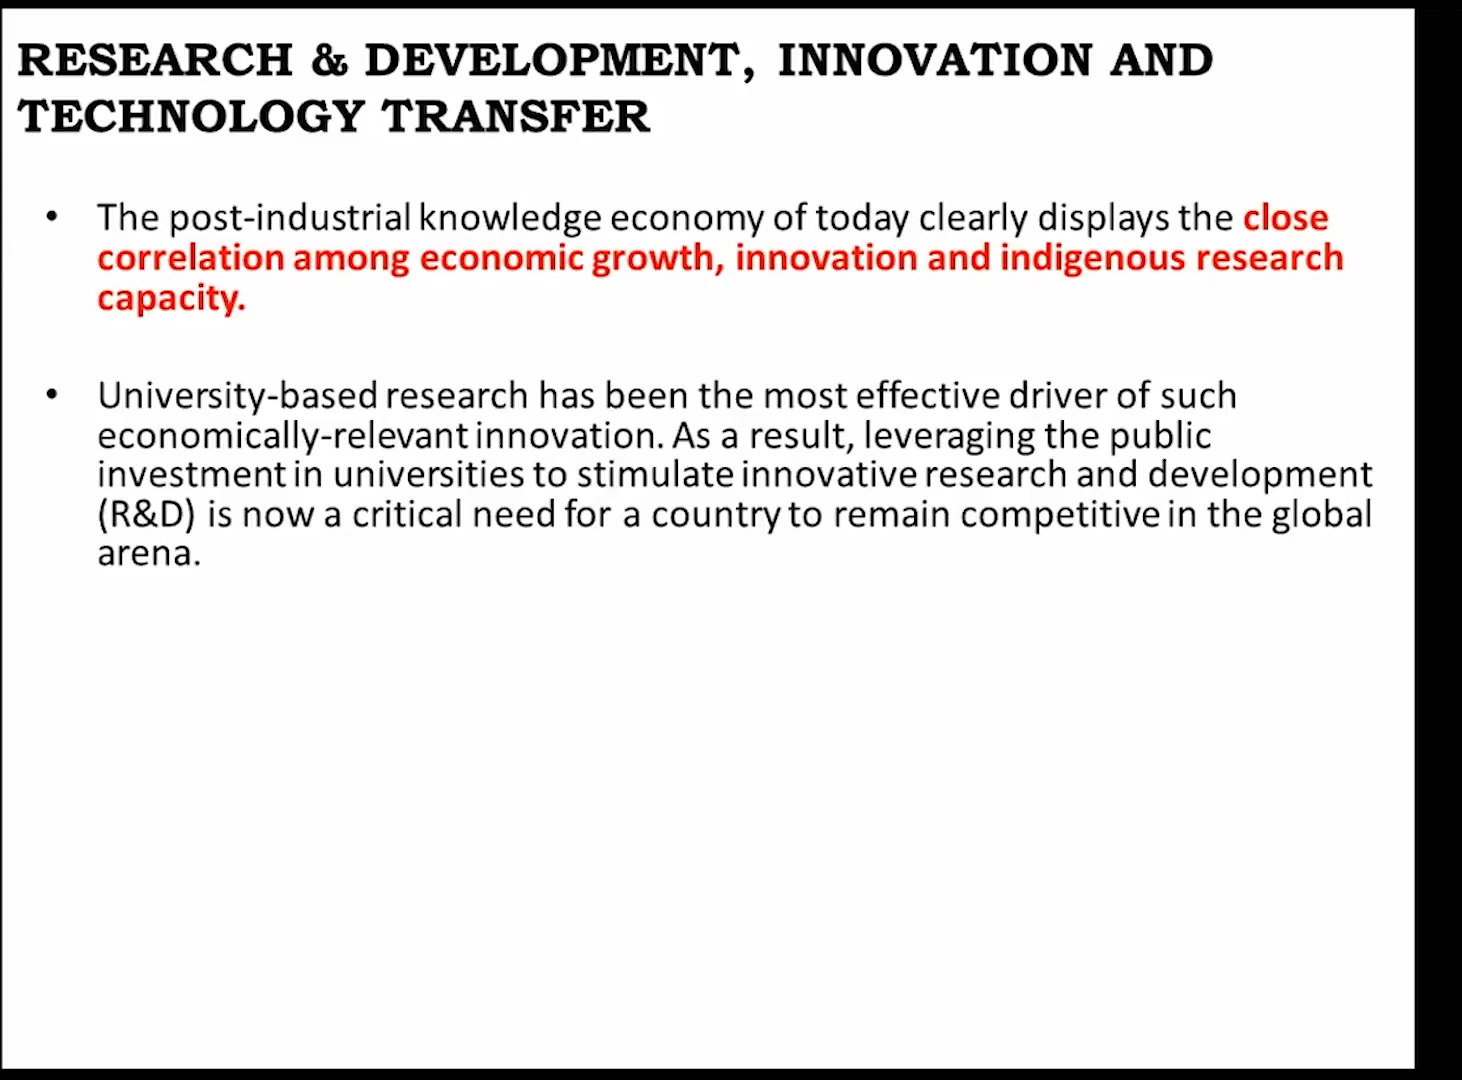 RESEARCH & DEVELOPMENT, INNOVATION AND
TECHNOLOGY TRANSFER
• The post-industrial knowledge economy of today clearly displays the close
correlation among economic growth, innovation and indigenous research
capacity.
• University-based research has been the most effective driver of such
economically-relevant innovation. As a result, leveraging the public
investment in universities to stimulate innovative research and development
(R&D) is now a critical need for a country to remain competitive in the global
arena.